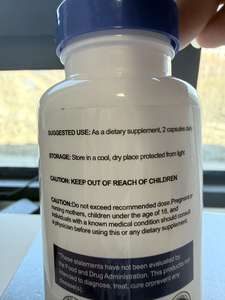 SUGGESTED USE: As a dietary supplement, 2 capsules daily
STORAGE: Store in a cool, dry place protected from light
CAUTION: KEEP OUT OF REACH OF CHILDREN
CAUTION:Do not exceed recommended dose.Pregnant or
nursing mothers, children under the age of 18, and
individuals with a known medical condition should consult
a physician before using this or any dietary supplement.
These statements have not been evaluated by
the Food and Drug Administration. This product is not
intended to diagnose, treat, cure or prevent any